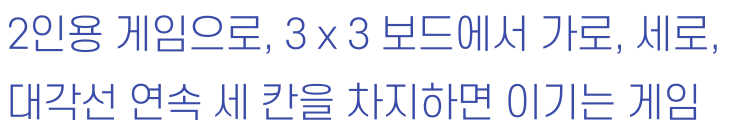 2인용 게임으로, 3 x 3 보드에서 가로, 세로,
대각선 연속 세 칸을 차지하면 이기는 게임